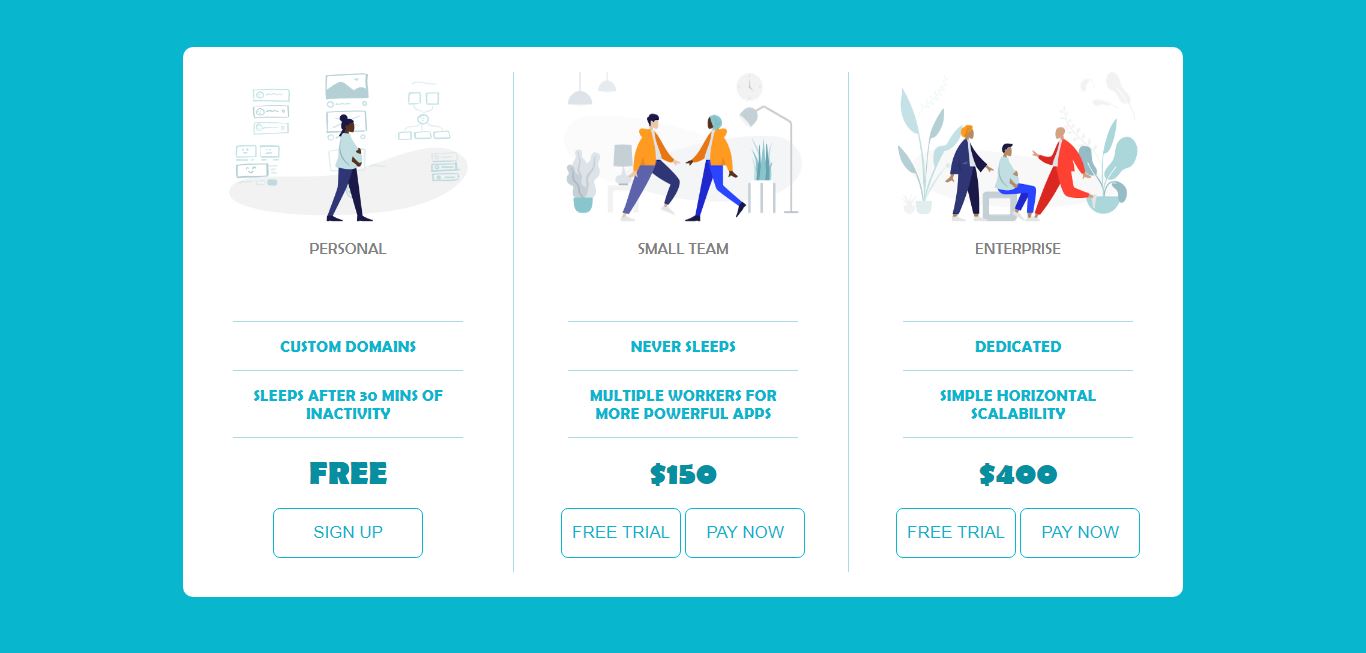 PERSONAL
CUSTOM DOMAINS
SLEEPS AFTER 30 MINS OF
INACTIVITY
FREE
SIGN UP
SMALL TEAM
NEVER SLEEPS
MULTIPLE WORKERS FOR
MORE POWERFUL APPS
$150
FREE TRIAL
PAY NOW
ENTERPRISE
DEDICATED
SIMPLE HORIZONTAL
SCALABILITY
$400
FREE TRIAL
PAY NOW